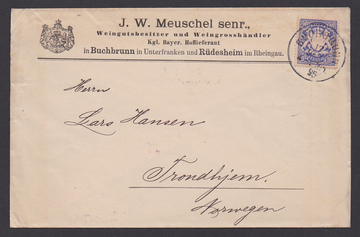 J. W. Meuschel senr.,
Weingutsbesitzer und Weingrosshändler
Kgl. Bayer. Hoflieferant
in Buchbrunn in Unterfranken und Rüdesheim im Rheingau.
Herrn
Lars Hansen
Trondhjem.
Norwegen